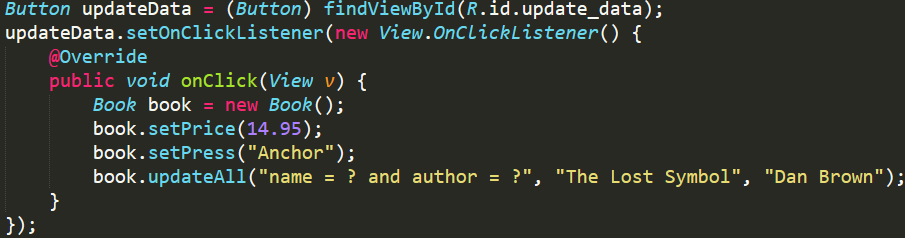 Button updateData = (Button) findViewById(R.id.update_data);
updateData.setOnClickListener(new View.OnClickListener() {
    @Override
    public void onClick(View v) {
        Book book = new Book();
        book.setPrice(14.95);
        book.setPress("Anchor");
        book.updateAll("name = ? and author = ?", "The Lost Symbol", "Dan Brown");
    }
});